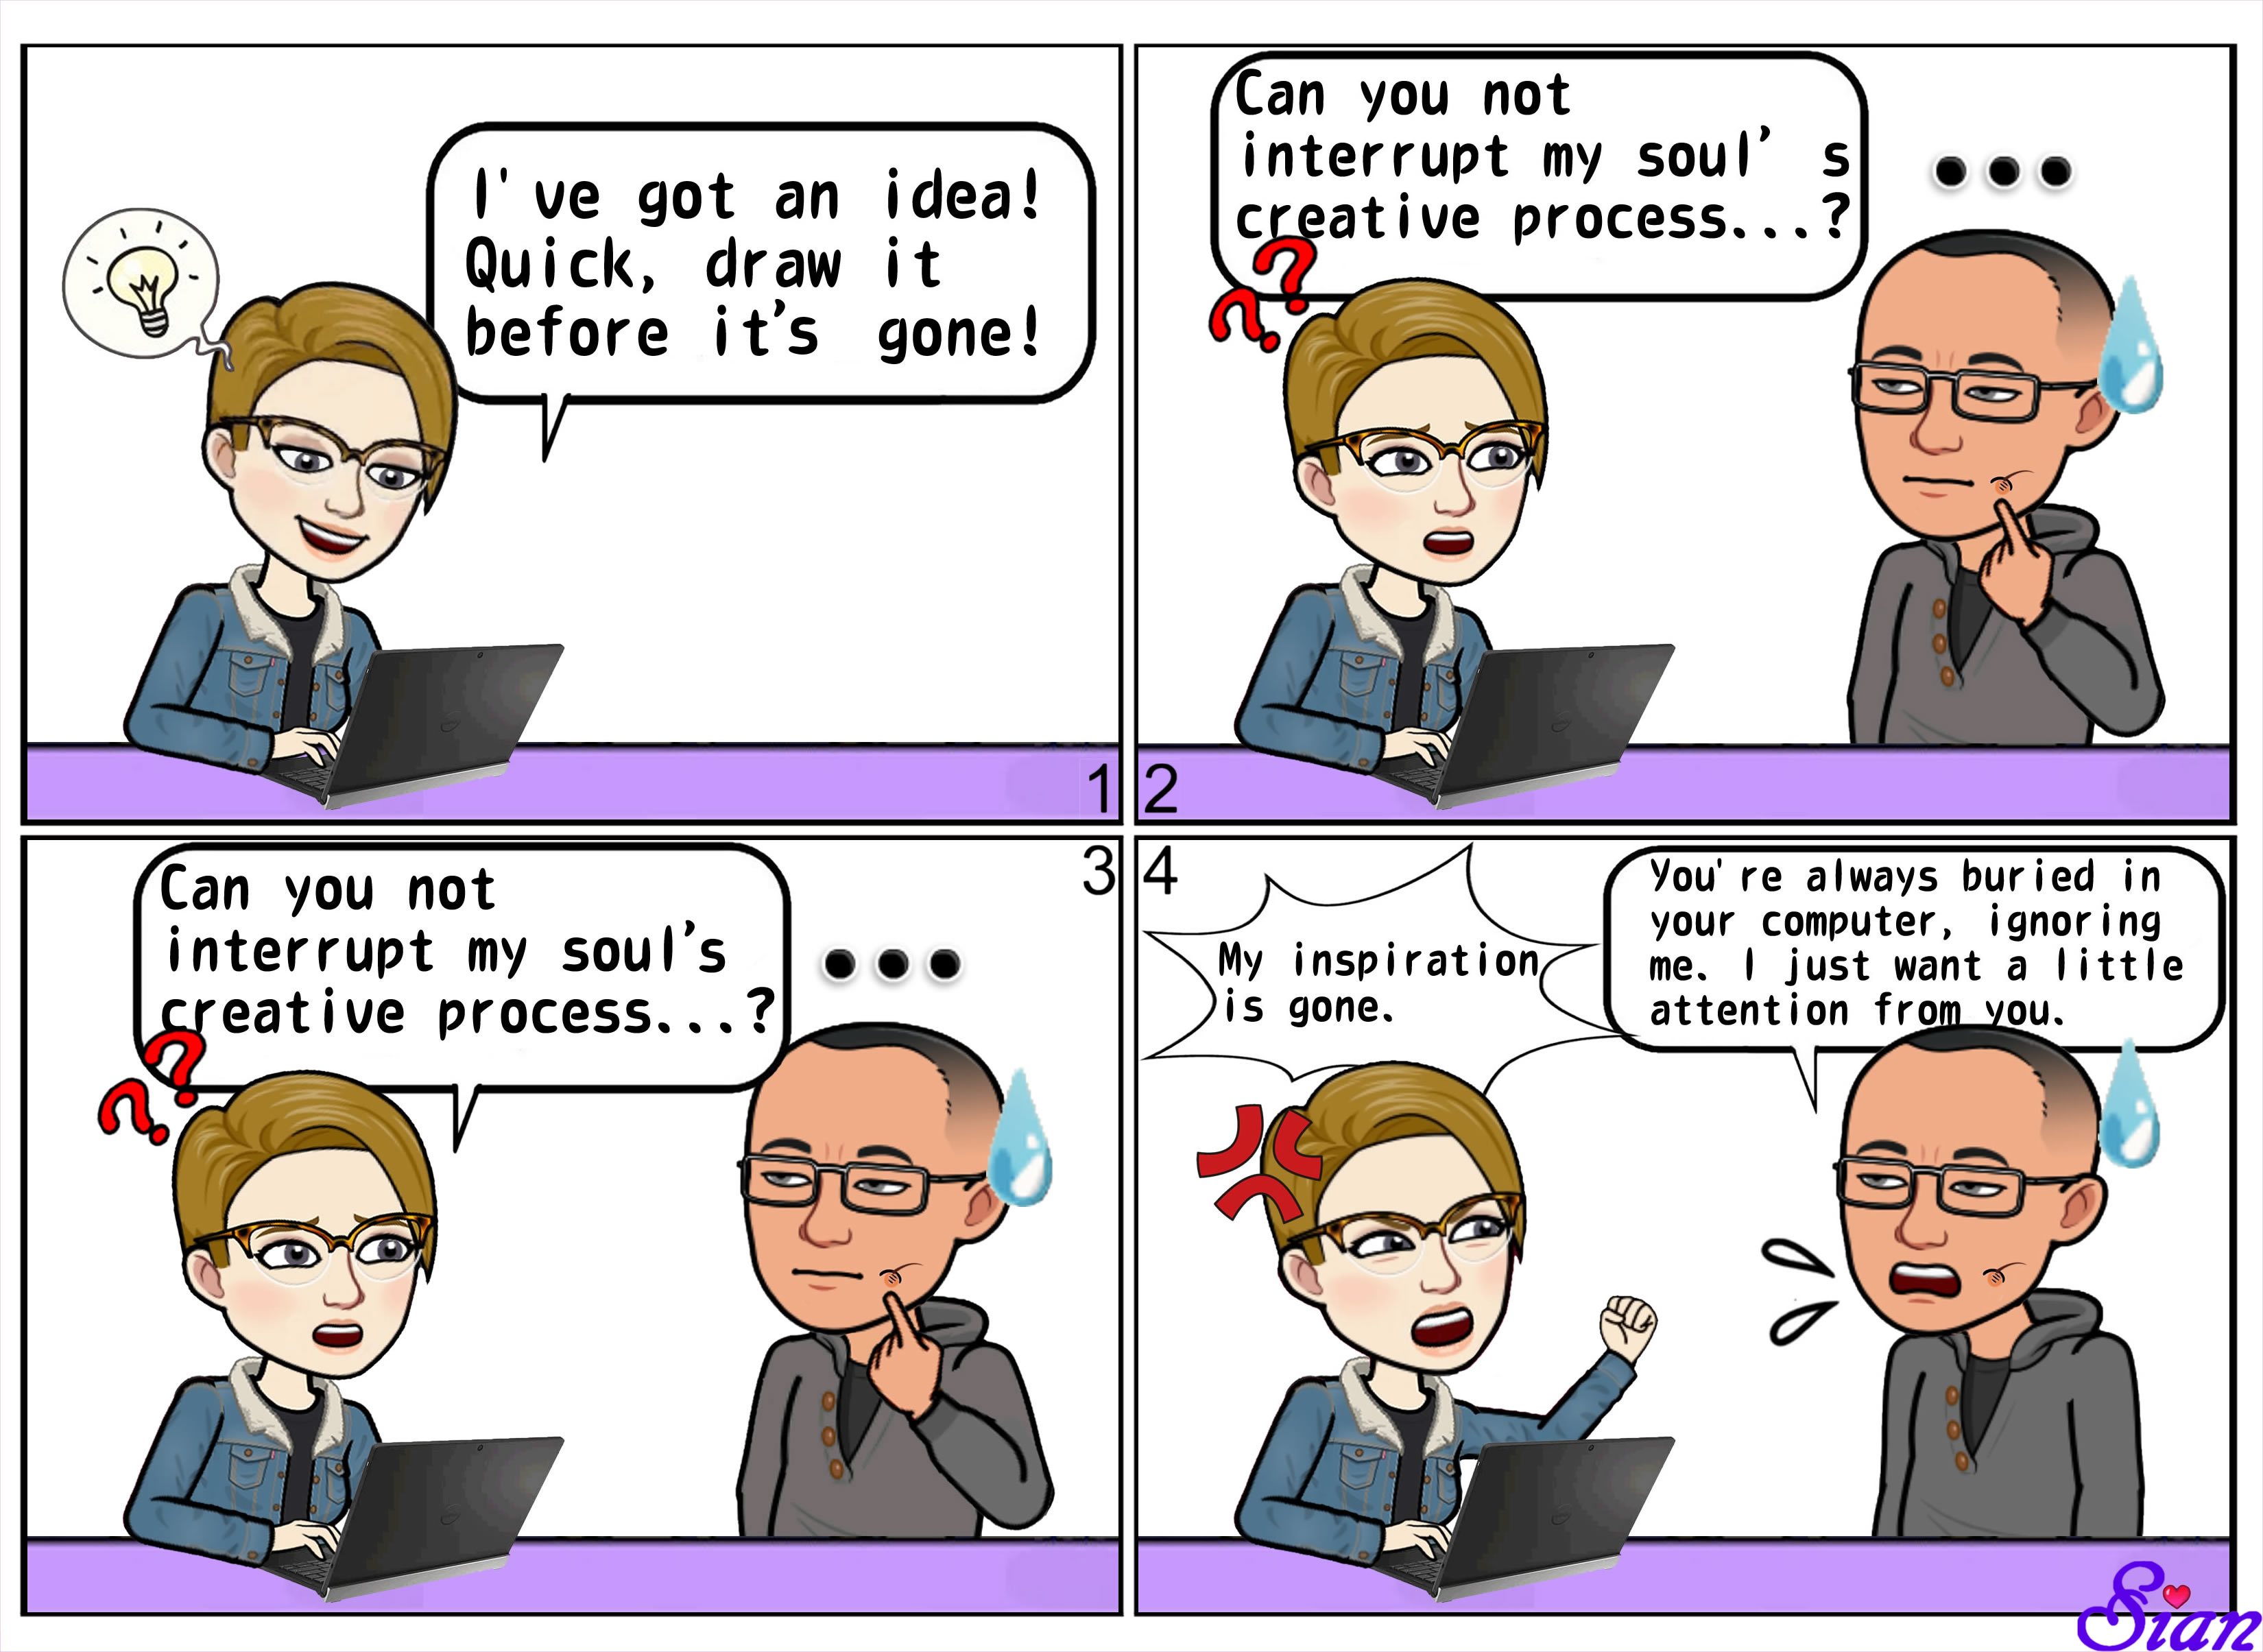 I've got an idea!
Quick, draw it
before it's gone!
1
Can you not
interrupt my soul’ s
creative process...?
??
2
3
Can you not
interrupt my soul’s
creative process...?
??
4
My inspiration
is gone.
You're always buried in
your computer, ignoring
me. I just want a little
attention from you.
Sian